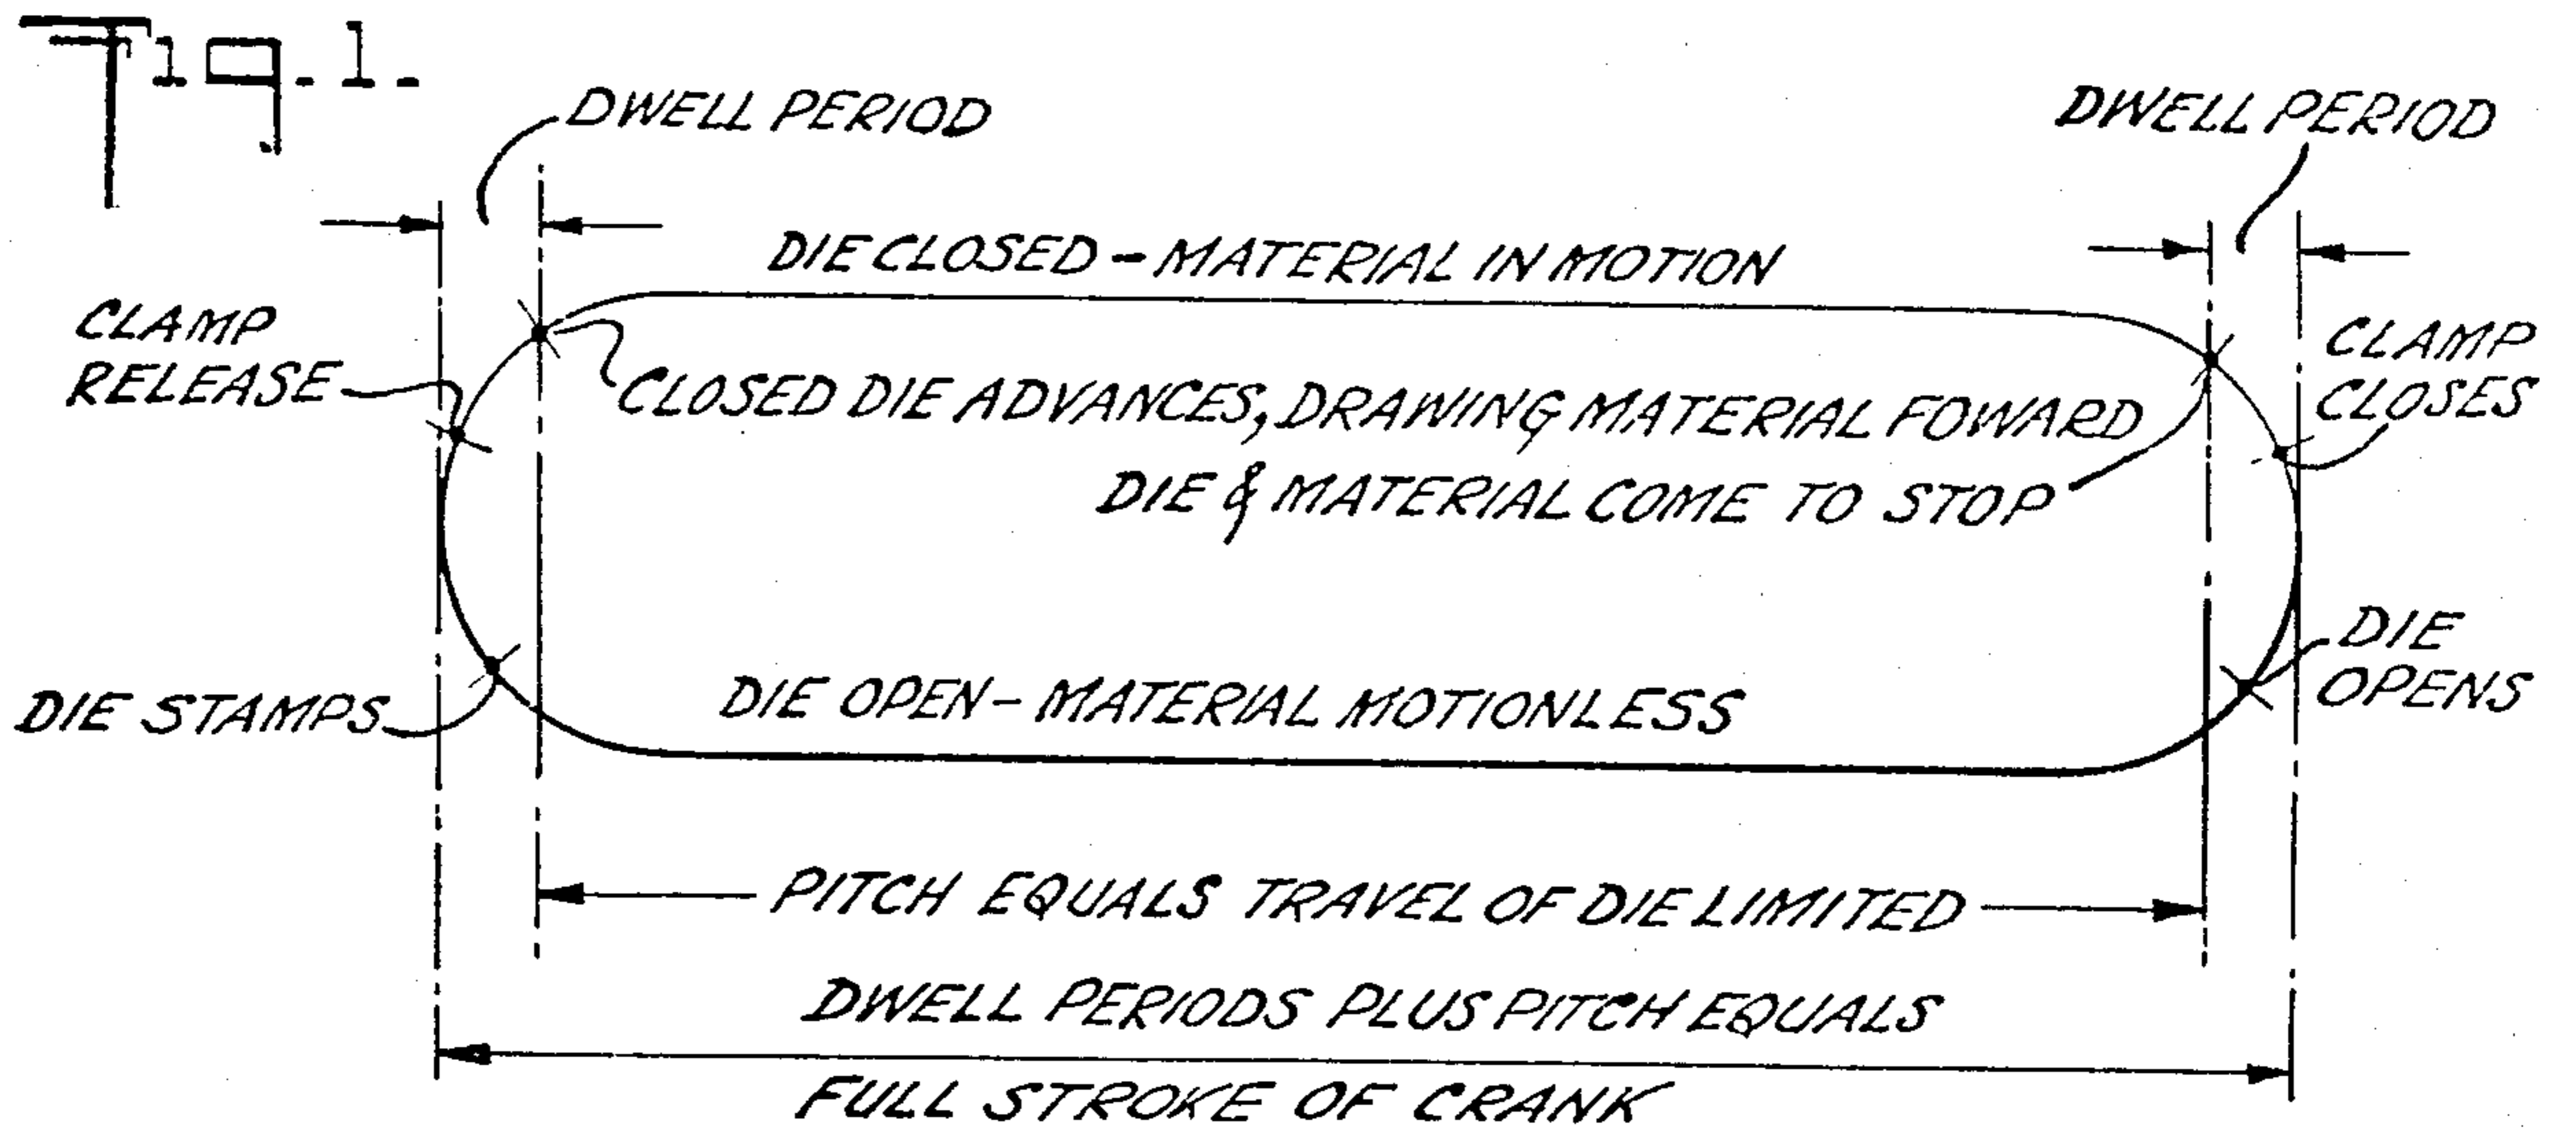 Fig. 1.
DWELL PERIOD
DWELL PERIOD
DIE CLOSED - MATERIAL IN MOTION
CLAMP
RELEASE
CLAMP
CLOSES
CLOSED DIE ADVANCES, DRAWING MATERIAL FOWARD
DIE & MATERIAL COME TO STOP
DIE STAMPS
DIE OPEN - MATERIAL MOTIONLESS
DIE
OPENS
PITCH EQUALS TRAVEL OF DIE LIMITED
DWELL PERIODS PLUS PITCH EQUALS
FULL STROKE OF CRANK